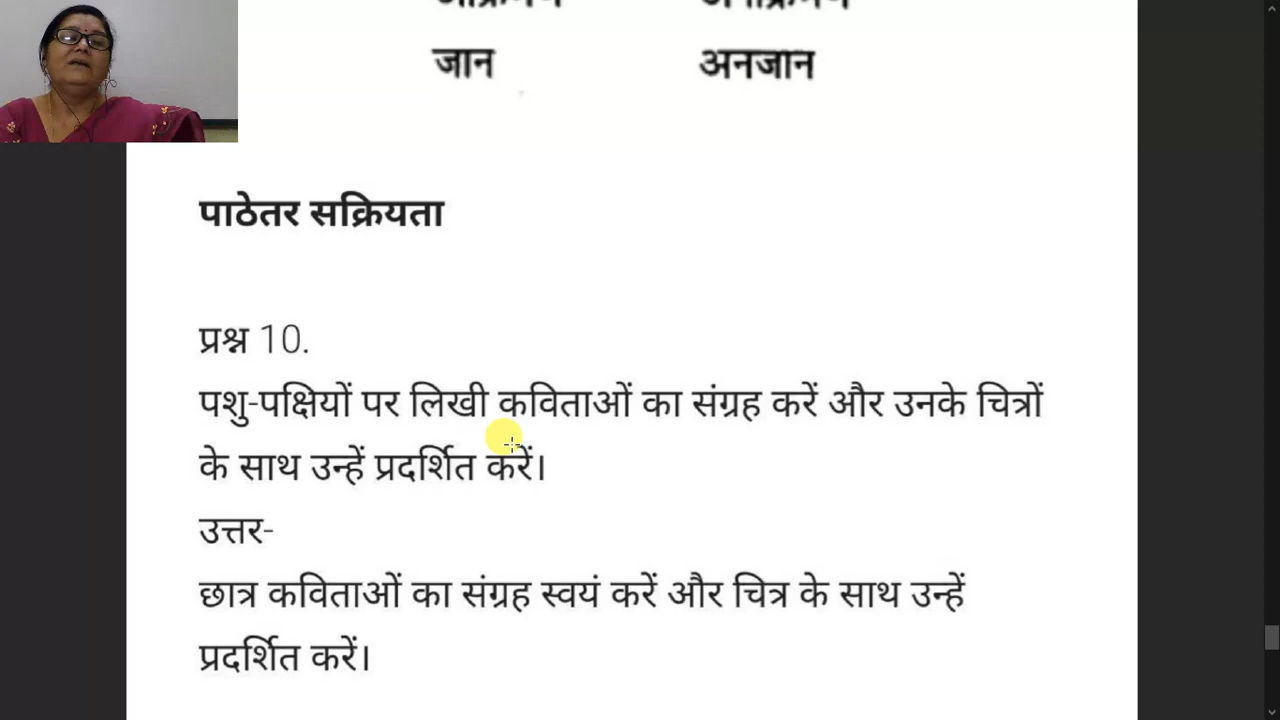 जान अनजान
पाठेतर सक्रियता
प्रश्न 10.
पशु-पक्षियों पर लिखी कविताओं का संग्रह करें और उनके चित्रों
के साथ उन्हें प्रदर्शित करें।
उत्तर-
छात्र कविताओं का संग्रह स्वयं करें और चित्र के साथ उन्हें
प्रदर्शित करें।